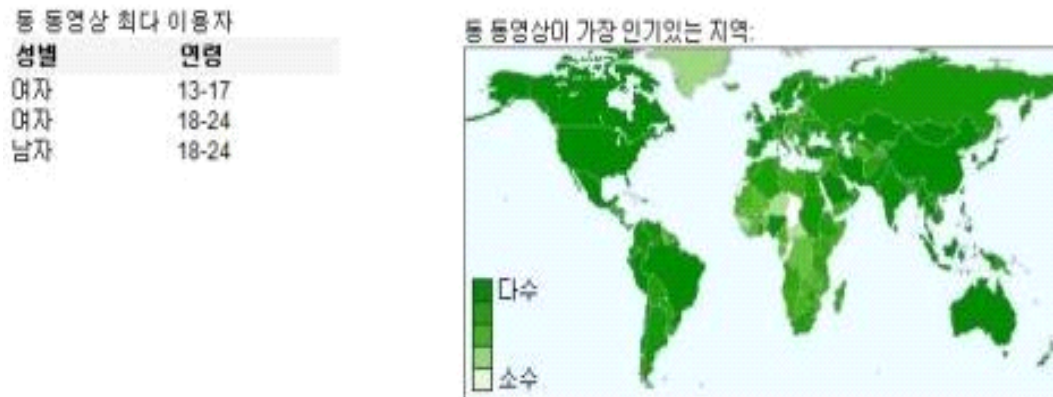 동 동영상 최다 이용자
성별 연령
여자 13-17
여자 18-24
남자 18-24
동 동영상이 가장 인기있는 지역:
다수
소수